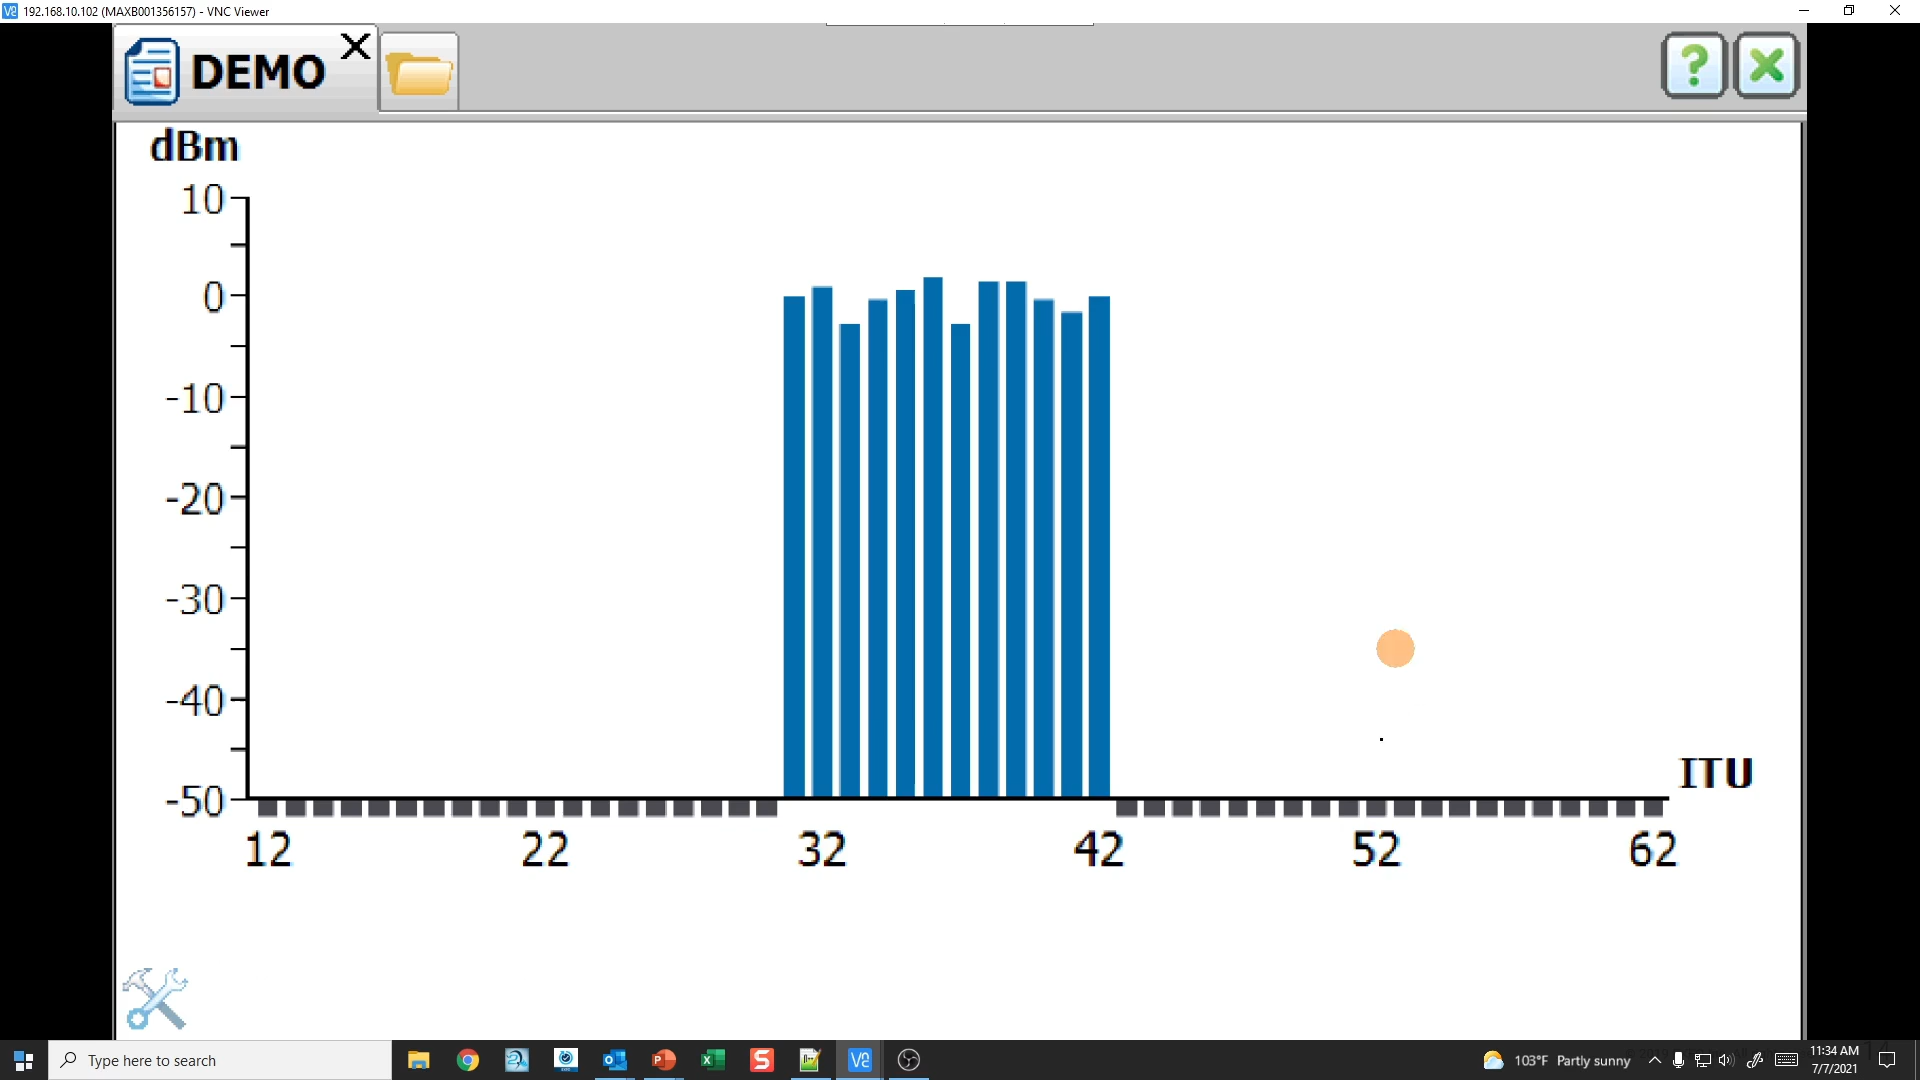 192.168.10.102 (MAXB001356157) - VNC Viewer
DEMO
dBm
10
0
-10
-20
-30
-40
-50
ITU
12 22 32 42 52 62
Type here to search
103°F Partly sunny
11:34 AM
7/7/2021